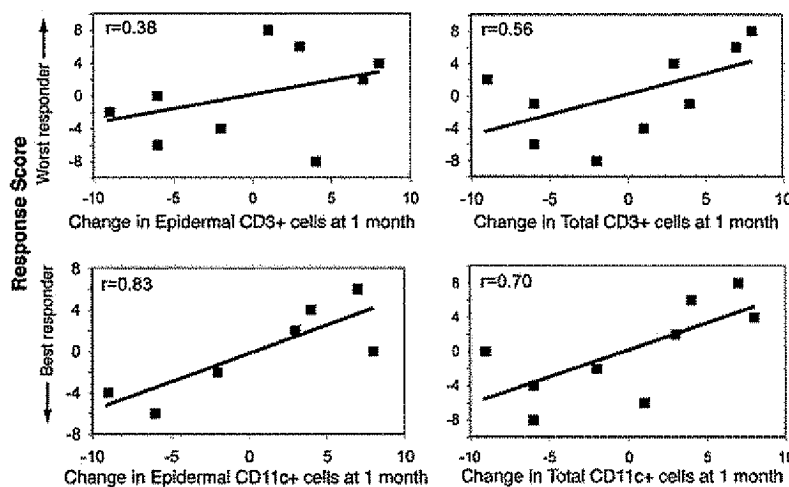 Response Score
Worst responder
Best responder
r=0.38
8
4
0
-4
-8
-10 -5 0 5 10
Change in Epidermal CD3+ cells at 1 month
r=0.56
8
4
0
-4
-8
-10 -5 0 5 10
Change in Total CD3+ cells at 1 month
r=0.83
8
4
0
-4
-8
-10 -5 0 5 10
Change in Epidermal CD11c+ cells at 1 month
r=0.70
8
4
0
-4
-8
-10 -5 0 5 10
Change in Total CD11c+ cells at 1 month